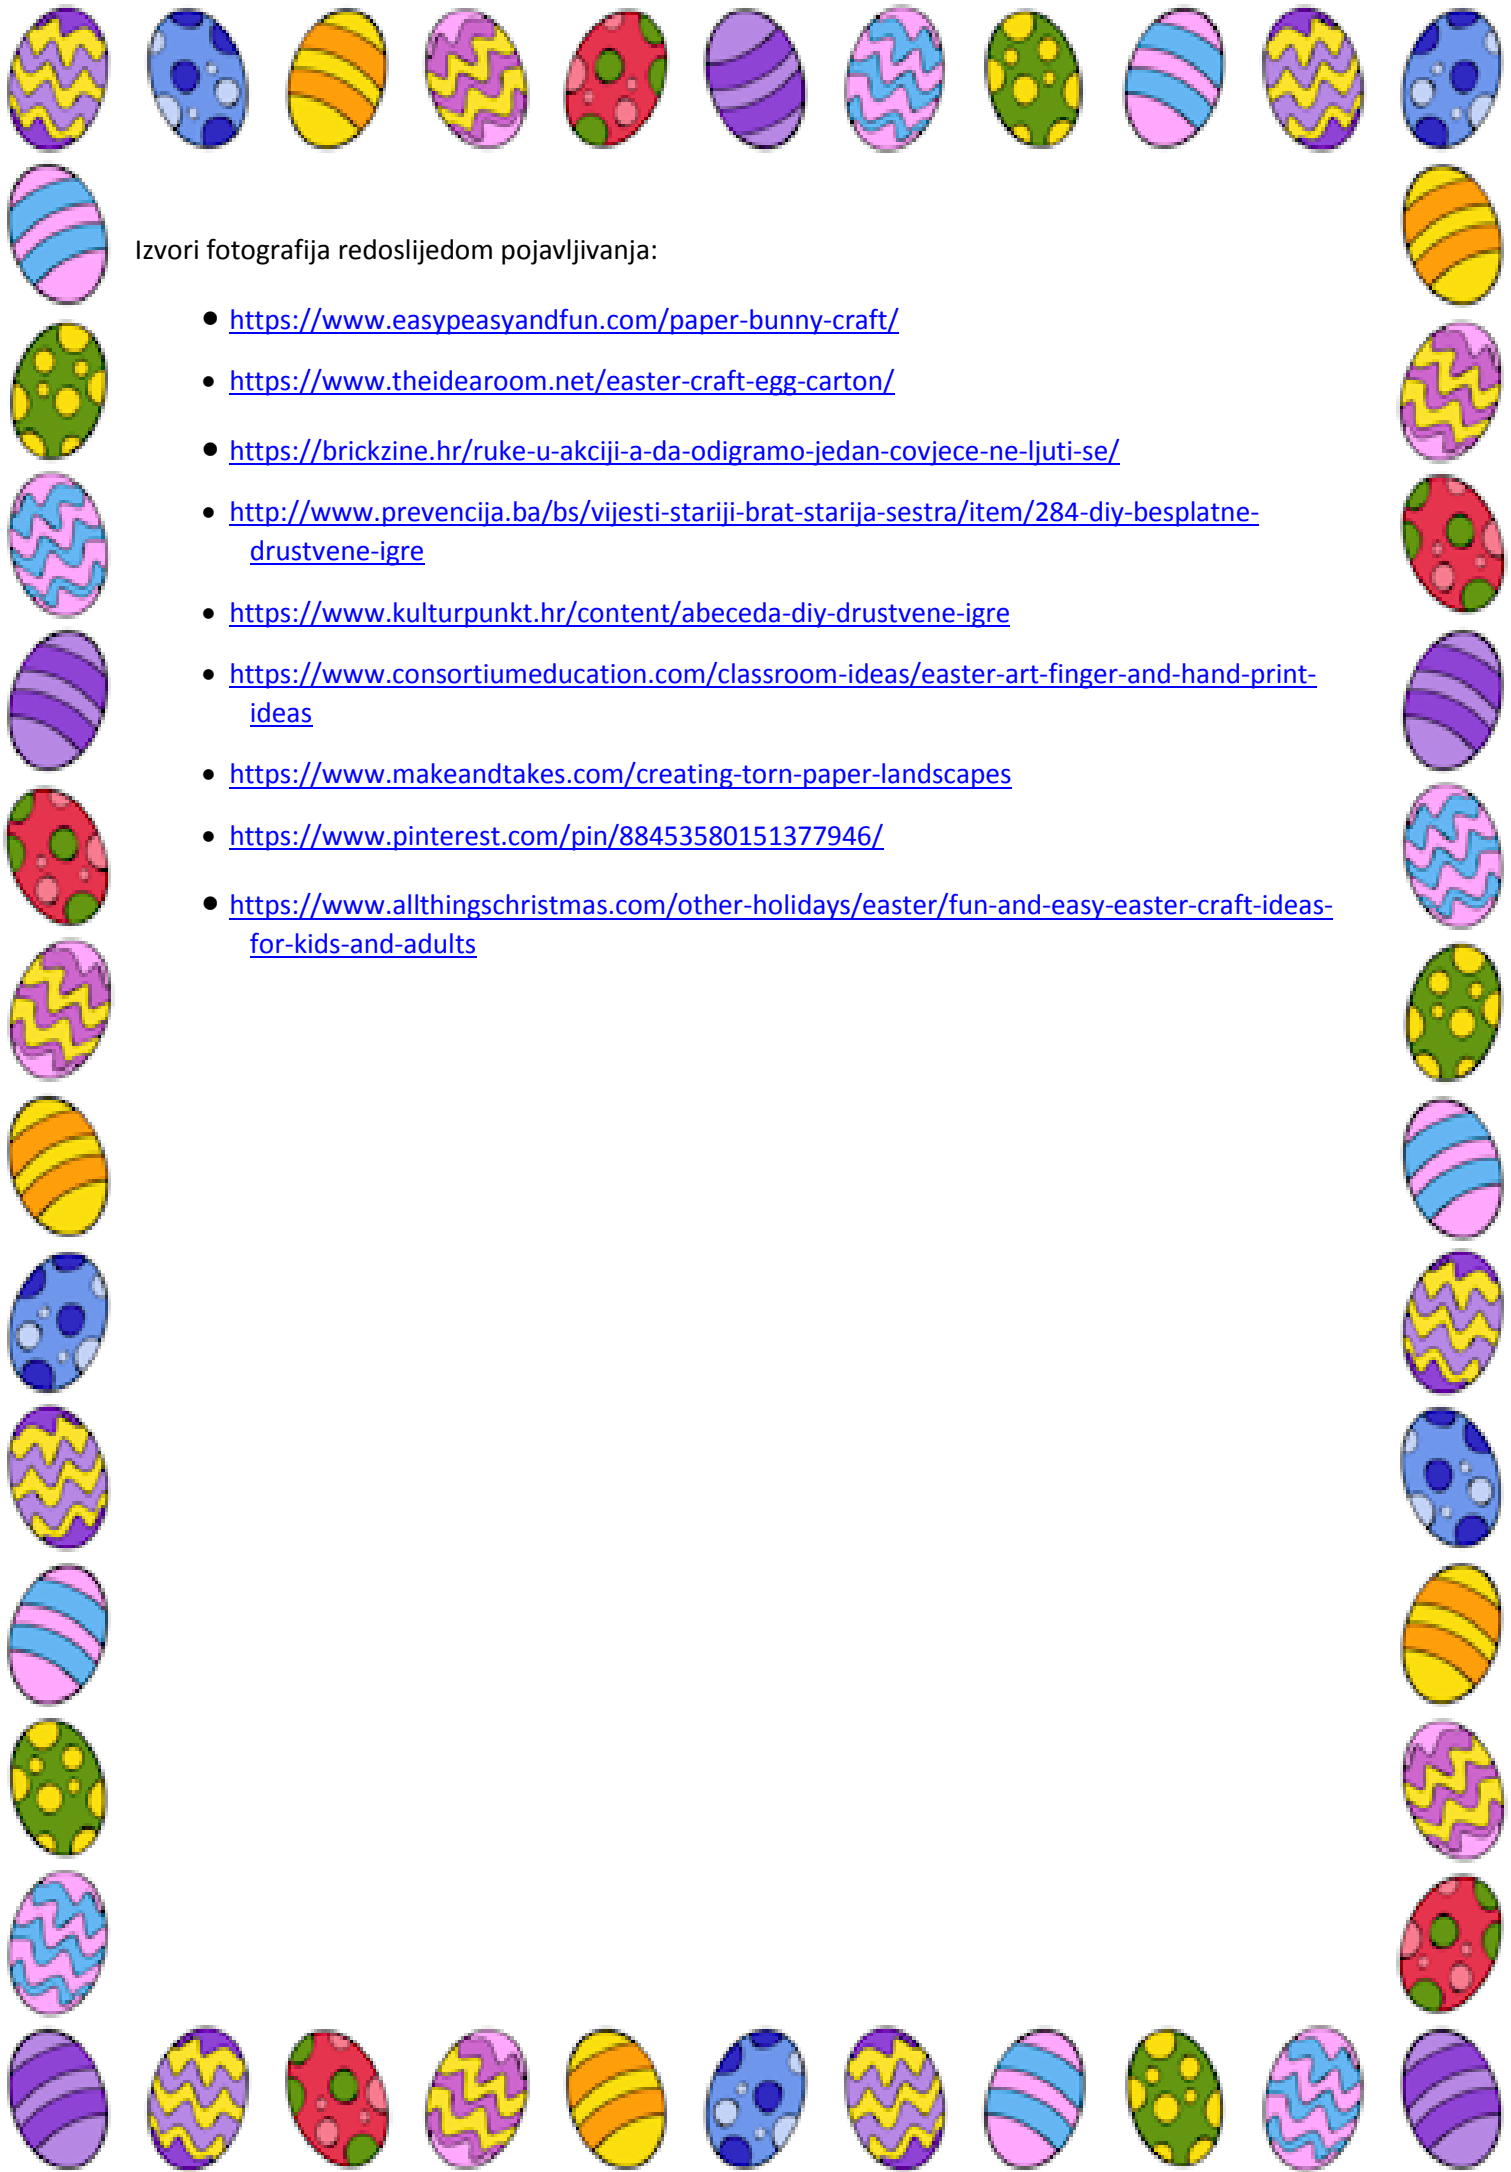 Izvori fotografija redoslijedom pojavljivanja:
• https://www.easypeasyandfun.com/paper-bunny-craft/
• https://www.theidearoom.net/easter-craft-egg-carton/
• https://brickzine.hr/ruke-u-akciji-a-da-odigramo-jedan-covjece-ne-ljuti-se/
• http://www.prevencija.ba/bs/vijesti-stariji-brat-starija-sestra/item/284-diy-besplatne-
drustvene-igre
• https://www.kulturpunkt.hr/content/abeceda-diy-drustvene-igre
• https://www.consortiumeducation.com/classroom-ideas/easter-art-finger-and-hand-print-
ideas
• https://www.makeandtakes.com/creating-torn-paper-landscapes
• https://www.pinterest.com/pin/88453580151377946/
• https://www.allthingschristmas.com/other-holidays/easter/fun-and-easy-easter-craft-ideas-
for-kids-and-adults